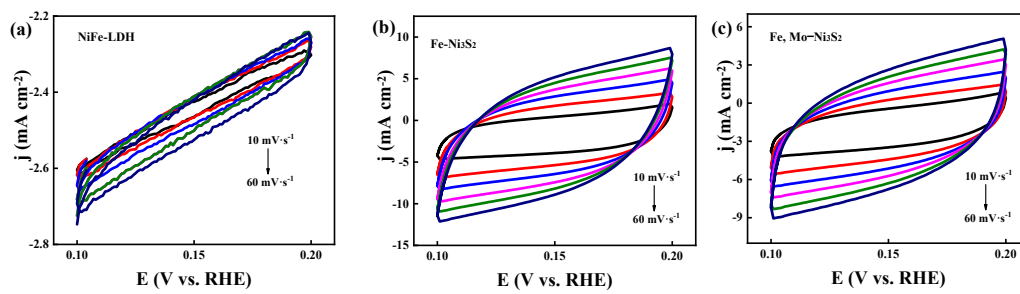 (a)
NiFe-LDH
-2.2
-2.4
-2.6
-2.8
j (mA cm⁻²)
10 mV·s⁻¹
60 mV·s⁻¹
0.10
0.15
0.20
E (V vs. RHE)
(b)
Fe-Ni₃S₂
10
5
0
-5
-10
-15
j (mA cm⁻²)
10 mV·s⁻¹
60 mV·s⁻¹
0.10
0.15
0.20
E (V vs. RHE)
(c)
Fe, Mo–Ni₃S₂
6
3
0
-3
-6
-9
j (mA cm⁻²)
10 mV·s⁻¹
60 mV·s⁻¹
0.10
0.15
0.20
E (V vs. RHE)